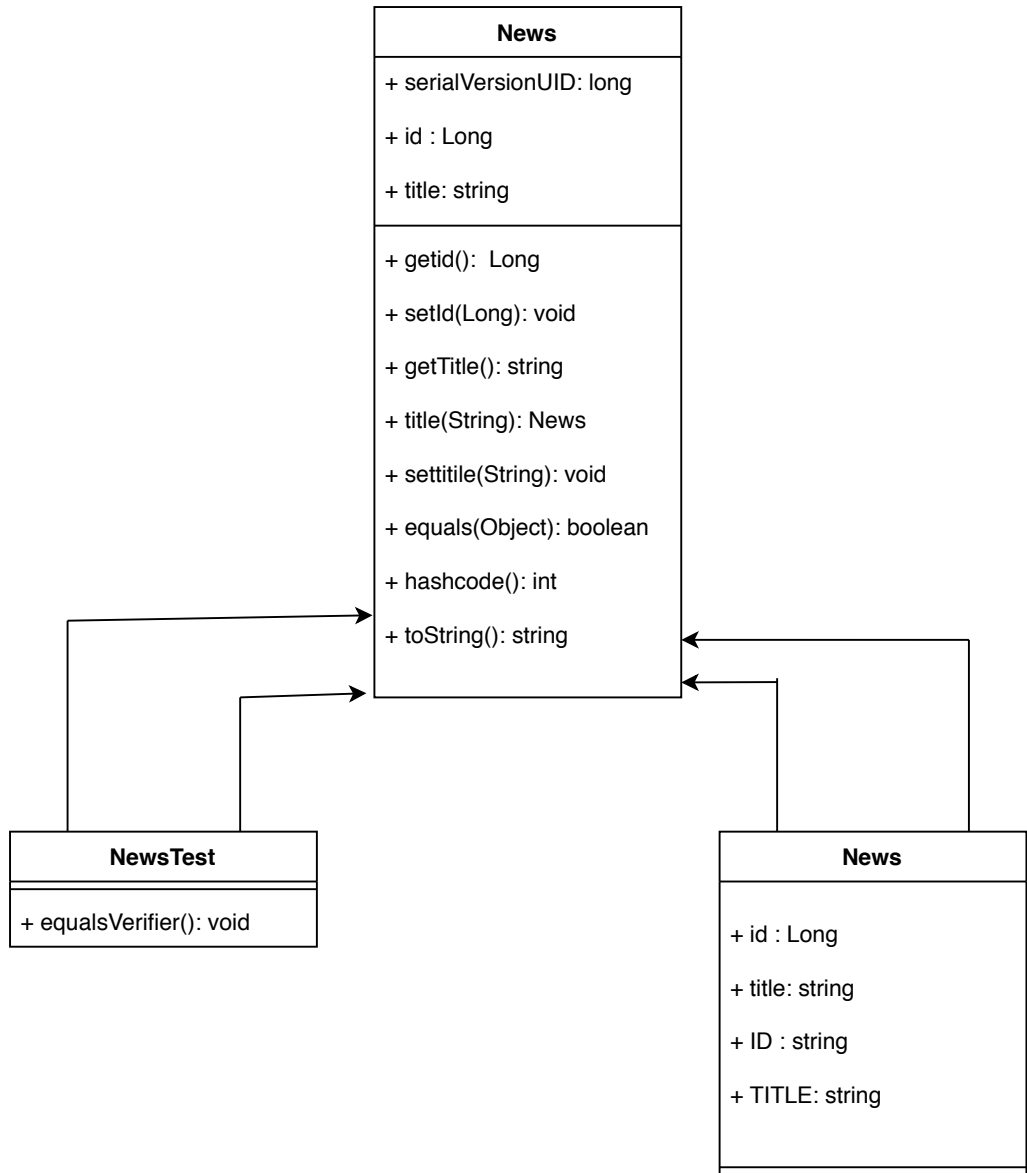 News
+ serialVersionUID: long
+ id : Long
+ title: string
+ getid():  Long
+ setId(Long): void
+ getTitle(): string
+ title(String): News
+ settitile(String): void
+ equals(Object): boolean
+ hashcode(): int
+ toString(): string
NewsTest
+ equalsVerifier(): void
News
+ id : Long
+ title: string
+ ID : string
+ TITLE: string